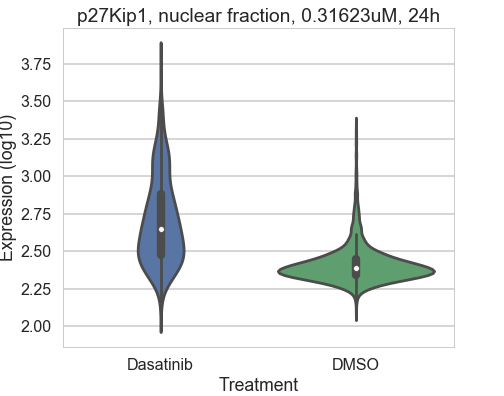 p27Kip1, nuclear fraction, 0.31623uM, 24h
Expression (log10)
3.75
3.50
3.25
3.00
2.75
2.50
2.25
2.00
Dasatinib
DMSO
Treatment